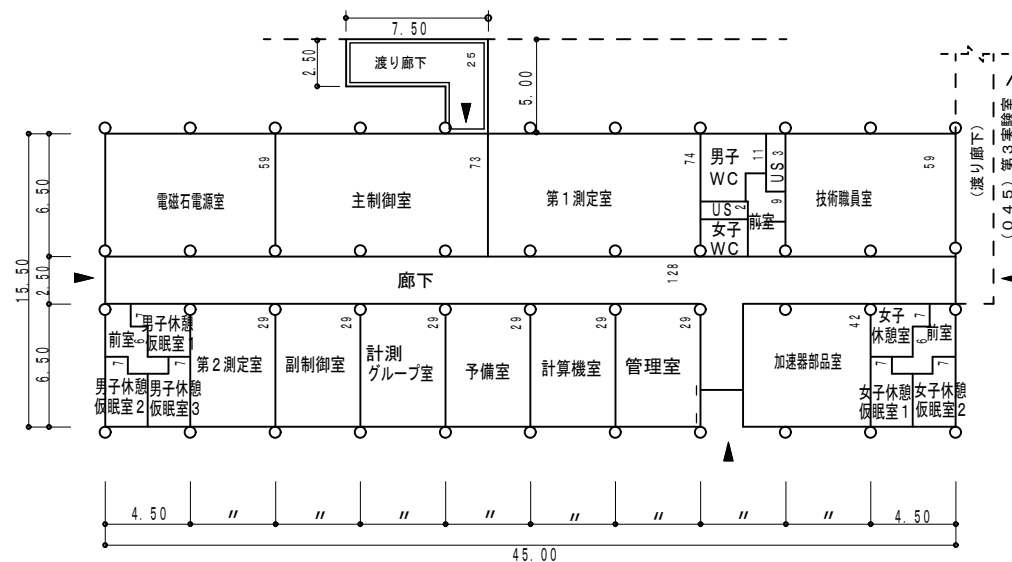 7.50
2.50
渡り廊下
25
5.00
(渡り廊下)
(045)第3実験室
15.50
6.50
2.50
6.50
電磁石電源室
59
主制御室
73
第1測定室
74
男子
WC
11
US
3
US
2
女子
WC
前室
9
技術職員室
59
廊下
128
前室
7
6
男子休憩
仮眠室1
男子休憩
仮眠室2
7
男子休憩
仮眠室3
7
第2測定室
29
副制御室
29
計測
グループ室
29
予備室
29
計算機室
29
管理室
29
加速器部品室
42
女子
休憩室
7
前室
6
女子休憩
仮眠室1
7
女子休憩
仮眠室2
7
4.50
〃
〃
〃
〃
〃
〃
〃
〃
4.50
45.00